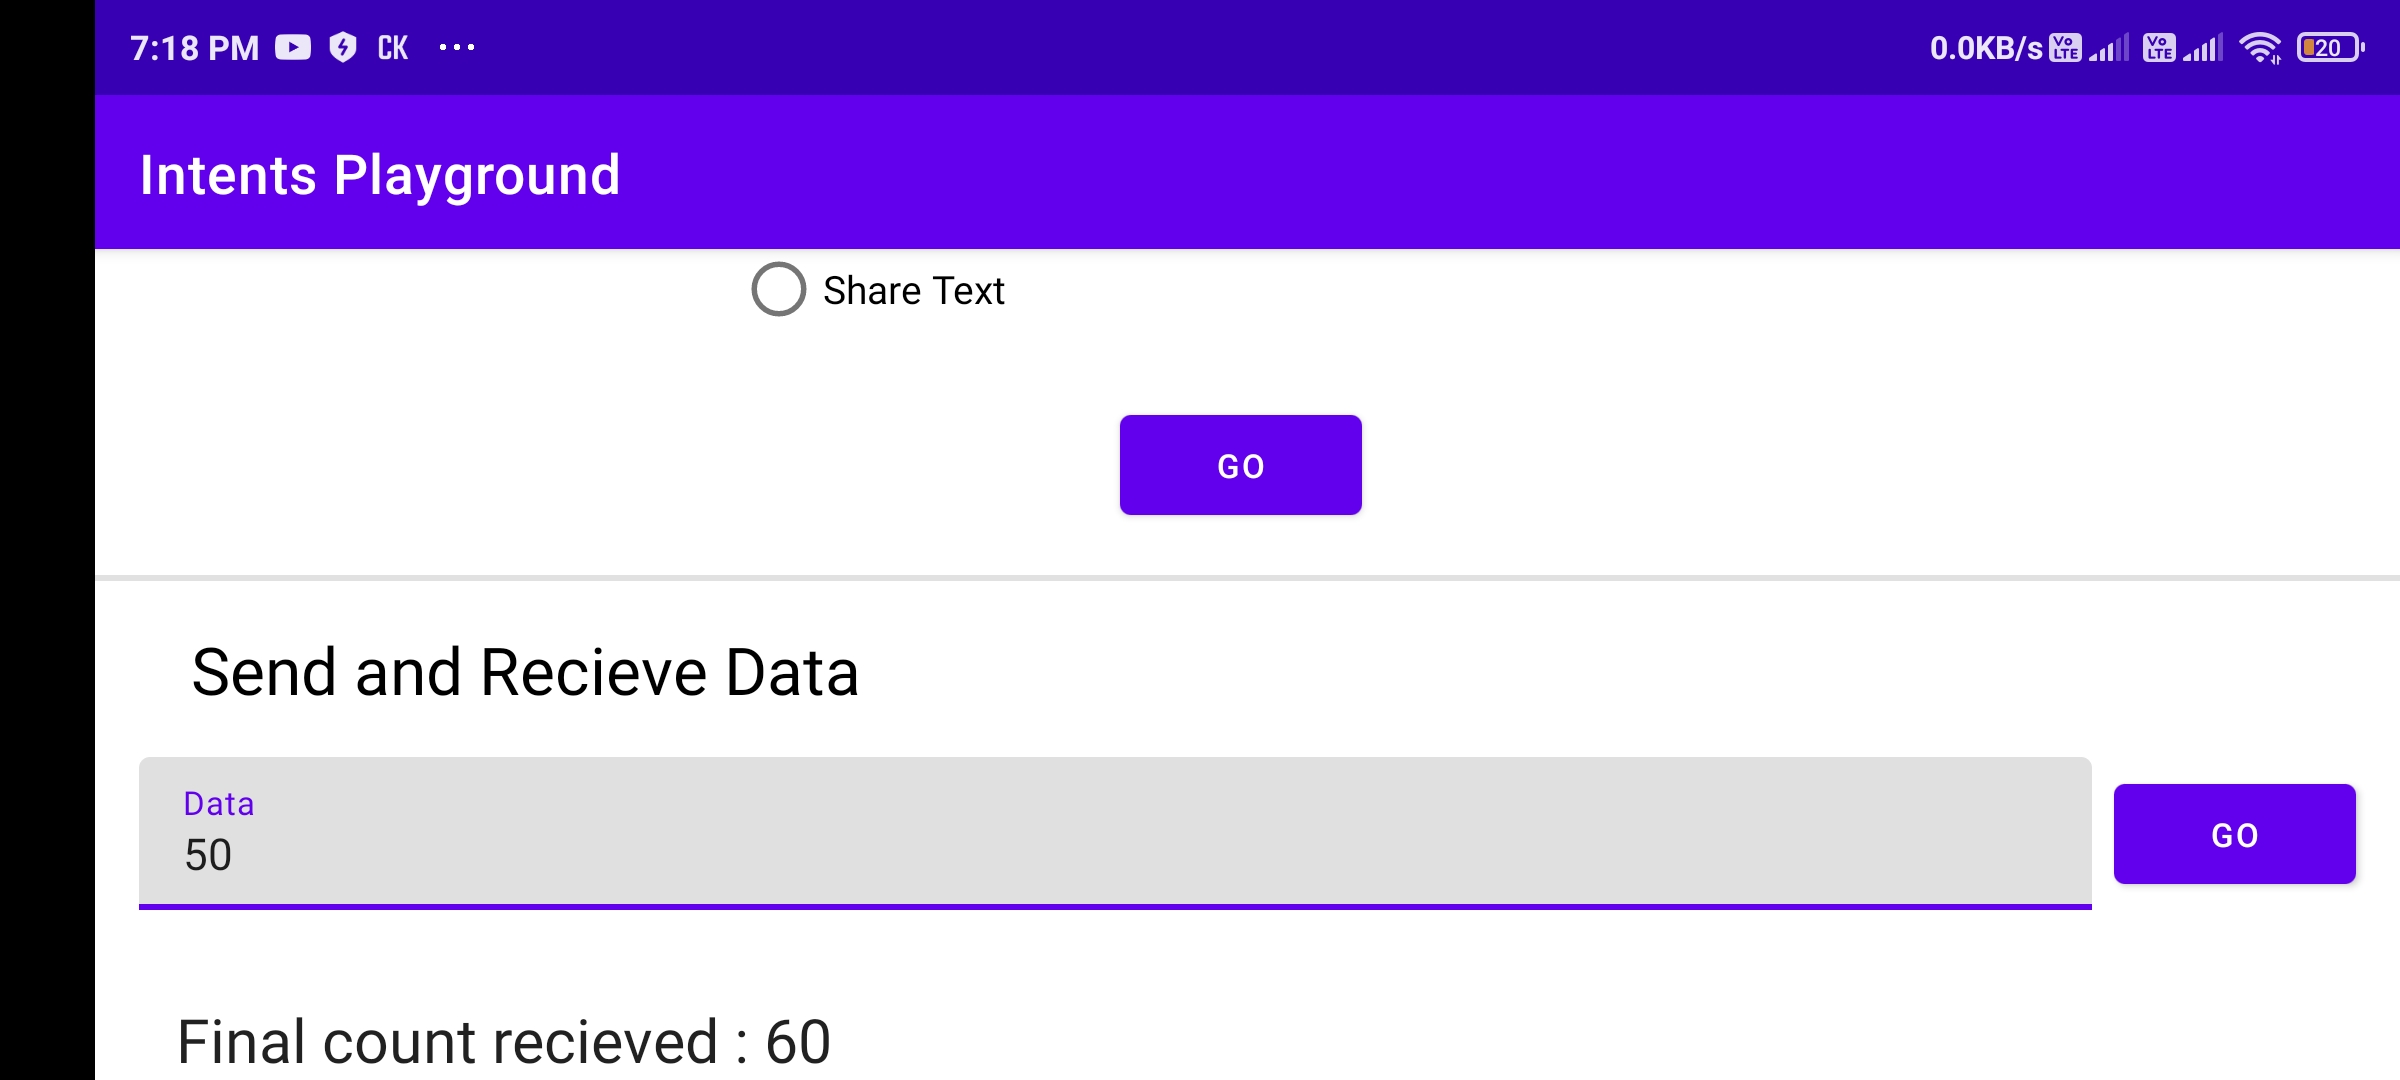 7:18 PM CK ... 0.0KB/s Vo LTE Vo LTE 20
Intents Playground
Share Text
GO
Send and Recieve Data
Data
50
GO
Final count recieved : 60